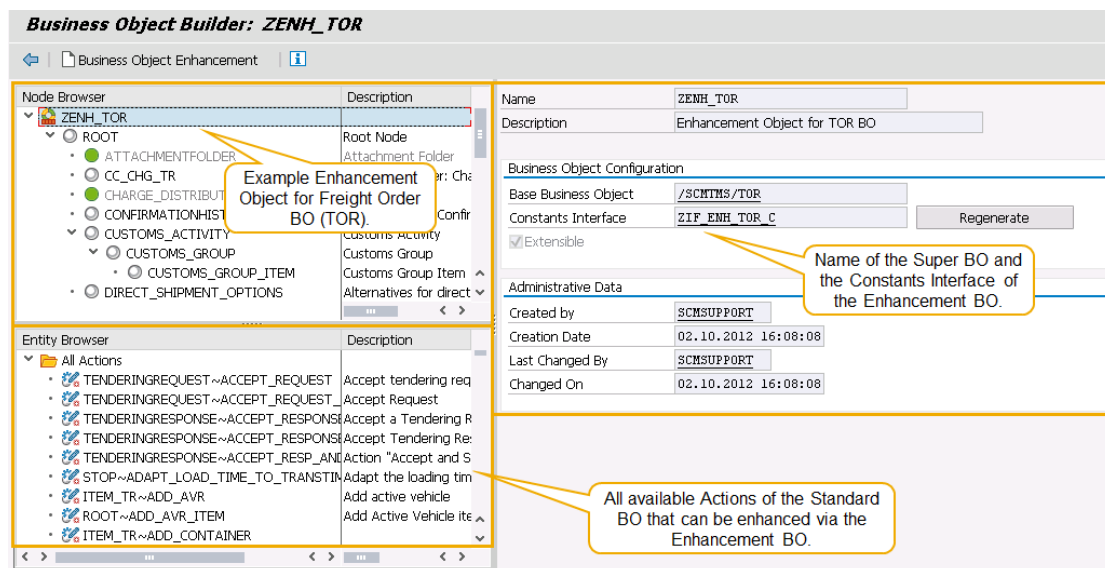 Business Object Builder: ZENH_TOR
Business Object Enhancement
Node Browser Description
ZENH_TOR
ROOT Root Node
ATTACHMENTFOLDER Attachment Folder
CC_CHG_TR er: Cha
CHARGE_DISTRIBUT
CONFIRMATIONHIST Confir
CUSTOMS_ACTIVITY Customs Activity
CUSTOMS_GROUP Customs Group
CUSTOMS_GROUP_ITEM Customs Group Item
DIRECT_SHIPMENT_OPTIONS Alternatives for direct
Example Enhancement
Object for Freight Order
BO (TOR).
Entity Browser Description
All Actions
TENDERINGREQUEST~ACCEPT_REQUEST Accept tendering req
TENDERINGREQUEST~ACCEPT_REQUEST_ Accept Request
TENDERINGRESPONSE~ACCEPT_RESPONSE Accept a Tendering R
TENDERINGRESPONSE~ACCEPT_RESPONSE Accept Tendering Re:
TENDERINGRESPONSE~ACCEPT_RESP_AND Action "Accept and S
STOP~ADAPT_LOAD_TIME_TO_TRANSTIM Adapt the loading tim
ITEM_TR~ADD_AVR Add active vehicle
ROOT~ADD_AVR_ITEM Add Active Vehicle ite
ITEM_TR~ADD_CONTAINER
Name ZENH_TOR
Description Enhancement Object for TOR BO
Business Object Configuration
Base Business Object /SCMTMS/TOR
Constants Interface ZIF_ENH_TOR_C Regenerate
Extensible
Name of the Super BO and
the Constants Interface of
the Enhancement BO.
Administrative Data
Created by SCMSUPPORT
Creation Date 02.10.2012 16:08:08
Last Changed By SCMSUPPORT
Changed On 02.10.2012 16:08:08
All available Actions of the Standard
BO that can be enhanced via the
Enhancement BO.